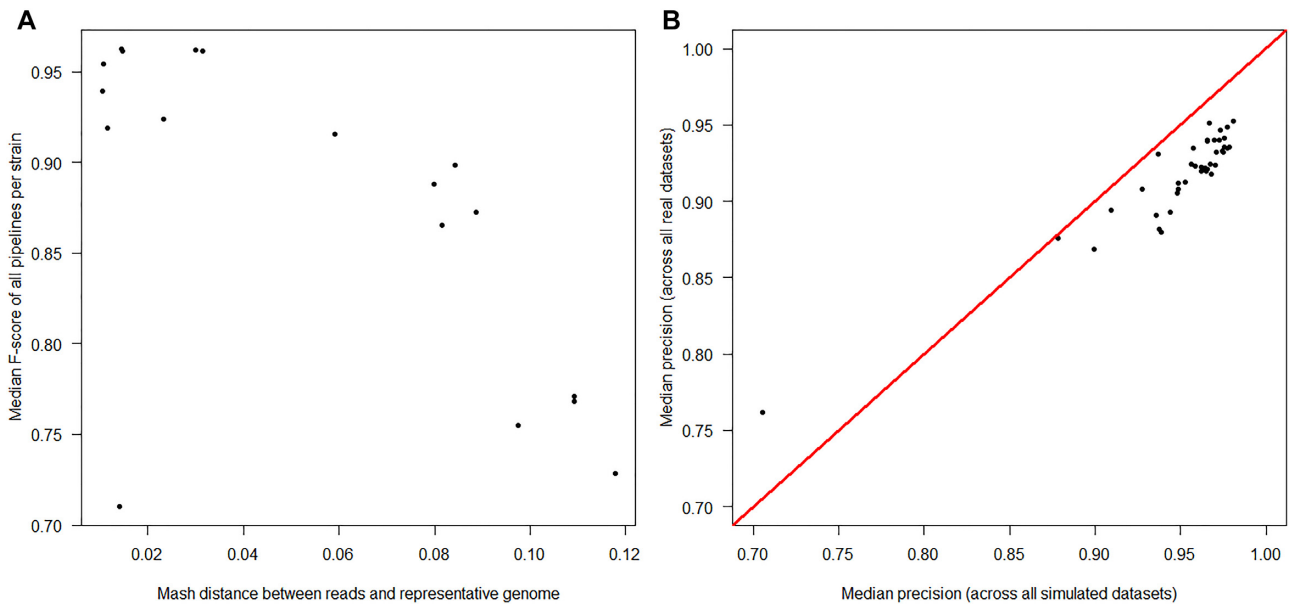 A
Median F-score of all pipelines per strain
0.95
0.90
0.85
0.80
0.75
0.70
0.02 0.04 0.06 0.08 0.10 0.12
Mash distance between reads and representative genome
B
Median precision (across all real datasets)
1.00
0.95
0.90
0.85
0.80
0.75
0.70
0.70 0.75 0.80 0.85 0.90 0.95 1.00
Median precision (across all simulated datasets)